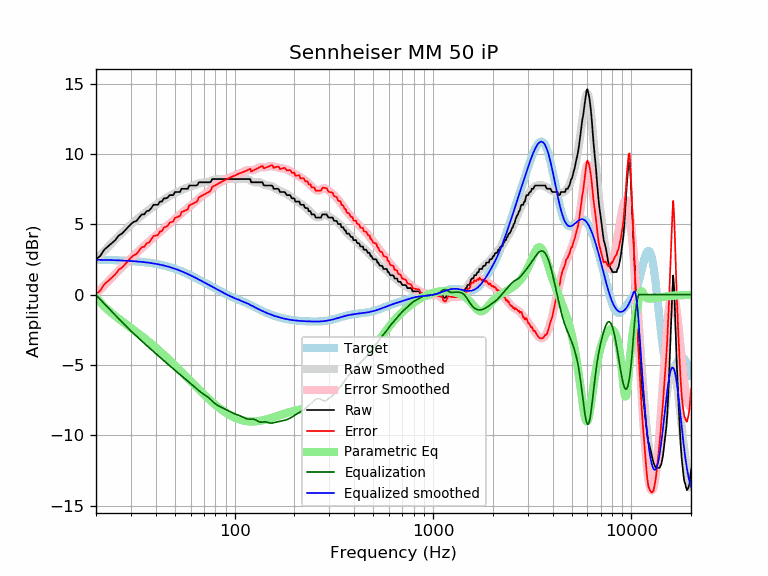 Sennheiser MM 50 iP
15
10
5
0
−5
−10
−15
Amplitude (dBr)
Target
Raw Smoothed
Error Smoothed
Raw
Error
Parametric Eq
Equalization
Equalized smoothed
100
1000
10000
Frequency (Hz)